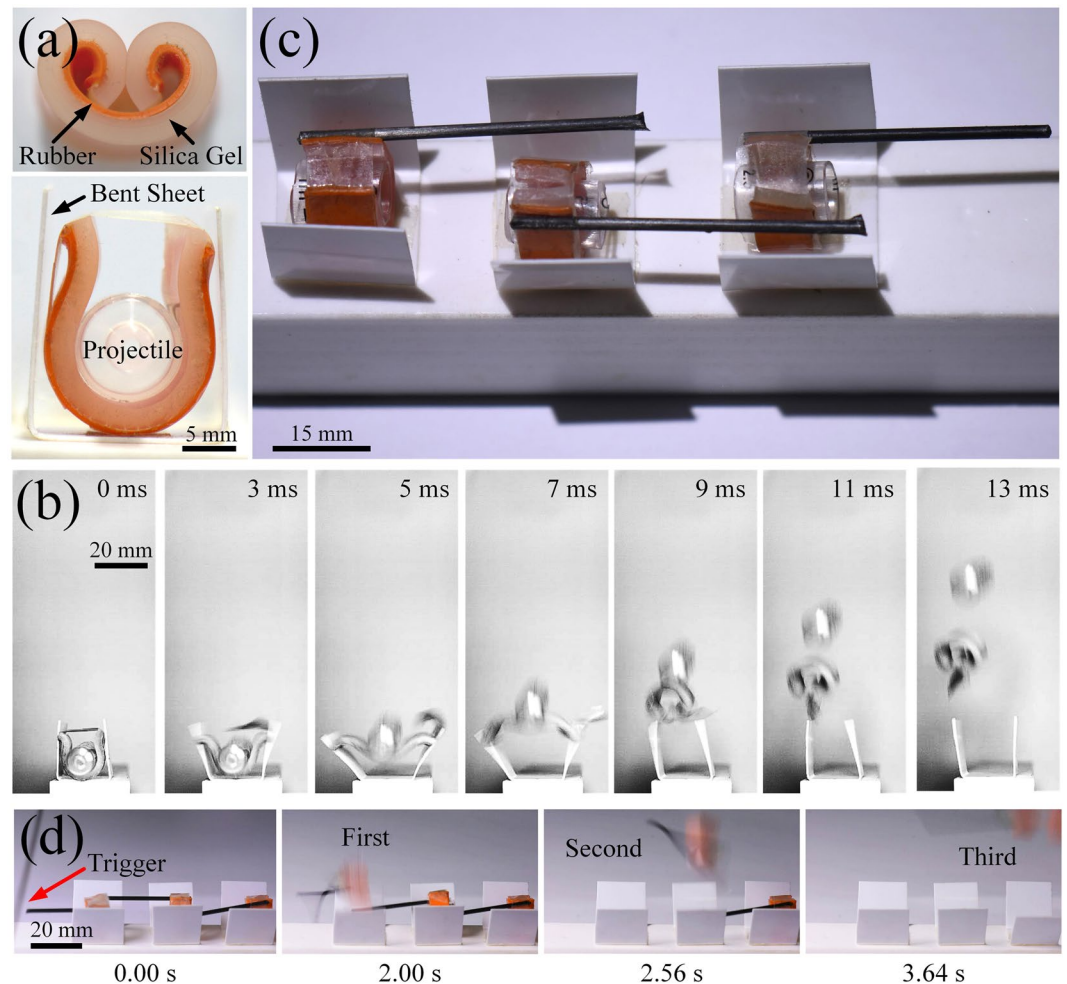 (a)
Rubber
Silica Gel
Bent Sheet
Projectile
5 mm
(c)
15 mm
(b)
0 ms
3 ms
5 ms
7 ms
9 ms
11 ms
13 ms
20 mm
(d)
Trigger
First
Second
Third
20 mm
0.00 s
2.00 s
2.56 s
3.64 s